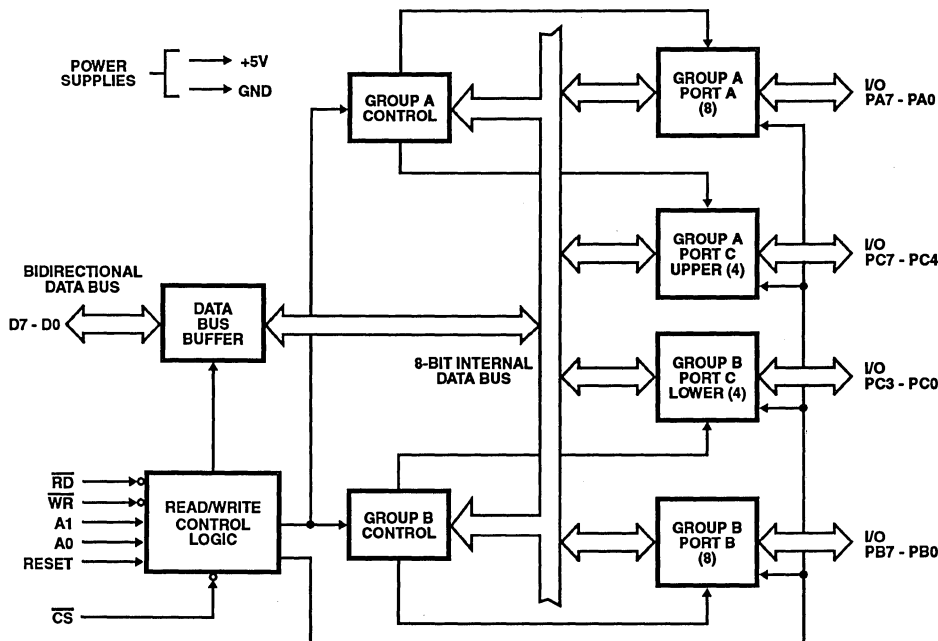 POWER
SUPPLIES
+5V
GND
GROUP A
CONTROL
GROUP A
PORT A
(8)
I/O
PA7 - PA0
GROUP A
PORT C
UPPER (4)
I/O
PC7 - PC4
BIDIRECTIONAL
DATA BUS
D7 - D0
DATA
BUS
BUFFER
8-BIT INTERNAL
DATA BUS
GROUP B
PORT C
LOWER (4)
I/O
PC3 - PC0
RD
WR
A1
A0
RESET
CS
READ/WRITE
CONTROL
LOGIC
GROUP B
CONTROL
GROUP B
PORT B
(8)
I/O
PB7 - PB0